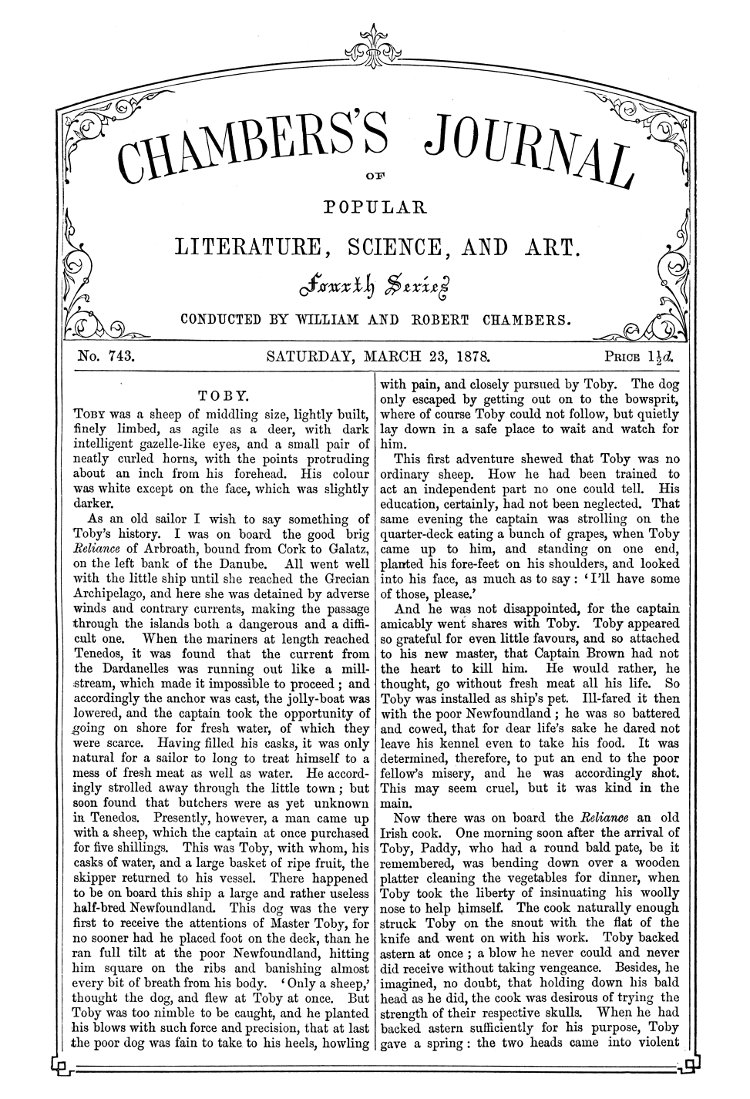 CHAMBERS'S JOURNAL
OF
POPULAR
LITERATURE, SCIENCE, AND ART.
Fourth Series
CONDUCTED BY WILLIAM AND ROBERT CHAMBERS.
No. 743.
SATURDAY, MARCH 23, 1878.
PRICE 1½d.
TOBY.
TOBY was a sheep of middling size, lightly built,
finely limbed, as agile as a deer, with dark
intelligent gazelle-like eyes, and a small pair of
neatly curled horns, with the points protruding
about an inch from his forehead. His colour
was white except on the face, which was slightly
darker.
As an old sailor I wish to say something of
Toby's history. I was on board the good brig
Reliance of Arbroath, bound from Cork to Galatz,
on the left bank of the Danube. All went well
with the little ship until she reached the Grecian
Archipelago, and here she was detained by adverse
winds and contrary currents, making the passage
through the islands both a dangerous and a diffi-
cult one. When the mariners at length reached
Tenedos, it was found that the current from
the Dardanelles was running out like a mill-
stream, which made it impossible to proceed; and
accordingly the anchor was cast, the jolly-boat was
lowered, and the captain took the opportunity of
going on shore for fresh water, of which they
were scarce. Having filled his casks, it was only
natural for a sailor to long to treat himself to a
mess of fresh meat as well as water. He accord-
ingly strolled away through the little town; but
soon found that butchers were as yet unknown
in Tenedos. Presently, however, a man came up
with a sheep, which the captain at once purchased
for five shillings. This was Toby, with whom, his
casks of water, and a large basket of ripe fruit, the
skipper returned to his vessel. There happened
to be on board this ship a large and rather useless
half-bred Newfoundland. This dog was the very
first to receive the attentions of Master Toby, for
no sooner had he placed foot on the deck, than he
ran full tilt at the poor Newfoundland, hitting
him square on the ribs and banishing almost
every bit of breath from his body. 'Only a sheep,'
thought the dog, and flew at Toby at once. But
Toby was too nimble to be caught, and he planted
his blows with such force and precision, that at last
the poor dog was fain to take to his heels, howling
with pain, and closely pursued by Toby. The dog
only escaped by getting out on to the bowsprit,
where of course Toby could not follow, but quietly
lay down in a safe place to wait and watch for
him.
This first adventure shewed that Toby was no
ordinary sheep. How he had been trained to
act an independent part no one could tell. His
education, certainly, had not been neglected. That
same evening the captain was strolling on the
quarter-deck eating a bunch of grapes, when Toby
came up to him, and standing on one end,
planted his fore-feet on his shoulders, and looked
into his face, as much as to say: 'I'll have some
of those, please.'
And he was not disappointed, for the captain
amicably went shares with Toby. Toby appeared
so grateful for even little favours, and so attached
to his new master, that Captain Brown had not
the heart to kill him. He would rather, he
thought, go without fresh meat all his life. So
Toby was installed as ship's pet. Ill-fared it then
with the poor Newfoundland; he was so battered
and cowed, that for dear life's sake he dared not
leave his kennel even to take his food. It was
determined, therefore, to put an end to the poor
fellow's misery, and he was accordingly shot.
This may seem cruel, but it was kind in the
main.
Now there was on board the Reliance an old
Irish cook. One morning soon after the arrival of
Toby, Paddy, who had a round bald pate, be it
remembered, was bending down over a wooden
platter cleaning the vegetables for dinner, when
Toby took the liberty of insinuating his woolly
nose to help himself. The cook naturally enough
struck Toby on the snout with the flat of the
knife and went on with his work. Toby backed
astern at once; a blow he never could and never
did receive without taking vengeance. Besides, he
imagined, no doubt, that holding down his bald
head as he did, the cook was desirous of trying the
strength of their respective skulls. When he had
backed astern sufficiently for his purpose, Toby
gave a spring: the two heads came into violent